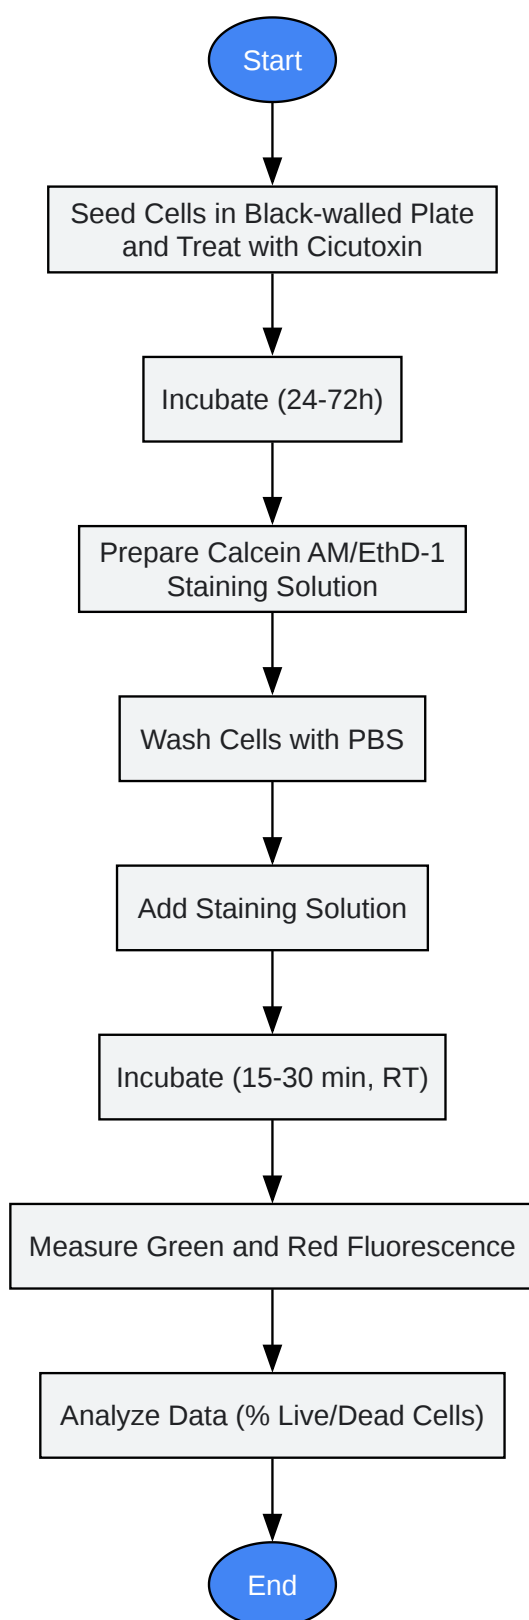 Start
Seed Cells in Black-walled Plate
and Treat with Cicutoxin
Incubate (24-72h)
Prepare Calcein AM/EthD-1
Staining Solution
Wash Cells with PBS
Add Staining Solution
Incubate (15-30 min, RT)
Measure Green and Red Fluorescence
Analyze Data (% Live/Dead Cells)
End